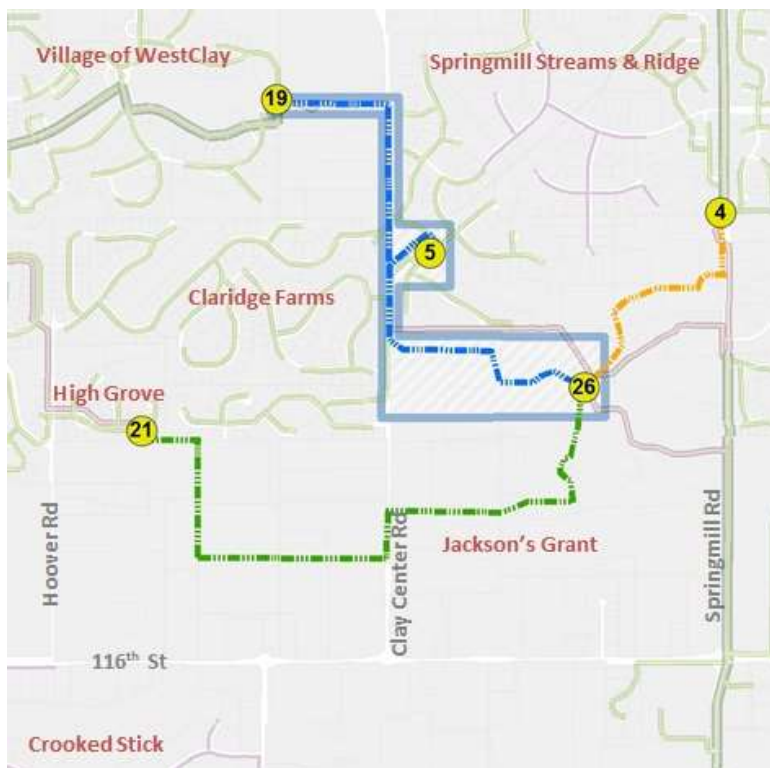 Village of WestClay
Springmill Streams & Ridge
19
4
5
Claridge Farms
High Grove
26
21
Hoover Rd
Clay Center Rd
Jackson's Grant
Springmill Rd
116th St
Crooked Stick